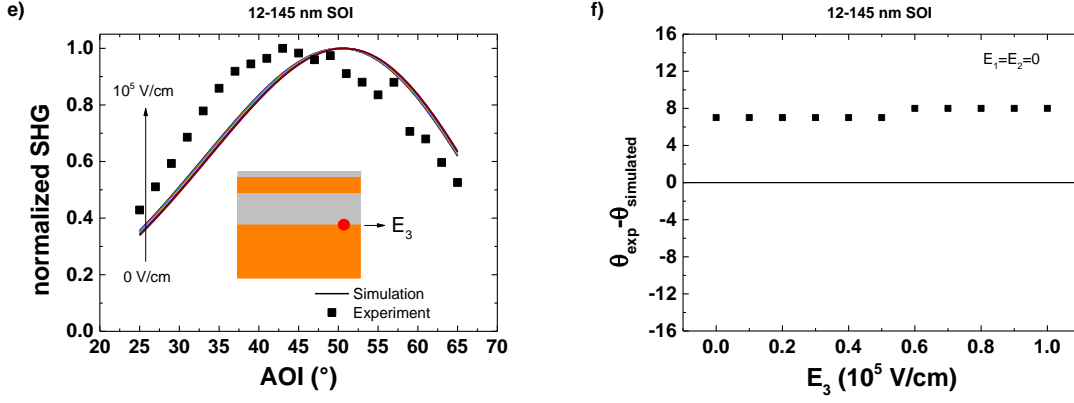 e)
12-145 nm SOI
normalized SHG
1.0
0.8
0.6
0.4
0.2
0.0
10⁵ V/cm
0 V/cm
E₃
Simulation
Experiment
20 25 30 35 40 45 50 55 60 65 70
AOI (°)
f)
12-145 nm SOI
θexp-θsimulated
16
12
8
4
0
-4
-8
-12
-16
E₁=E₂=0
0.0 0.2 0.4 0.6 0.8 1.0
E₃ (10⁵ V/cm)